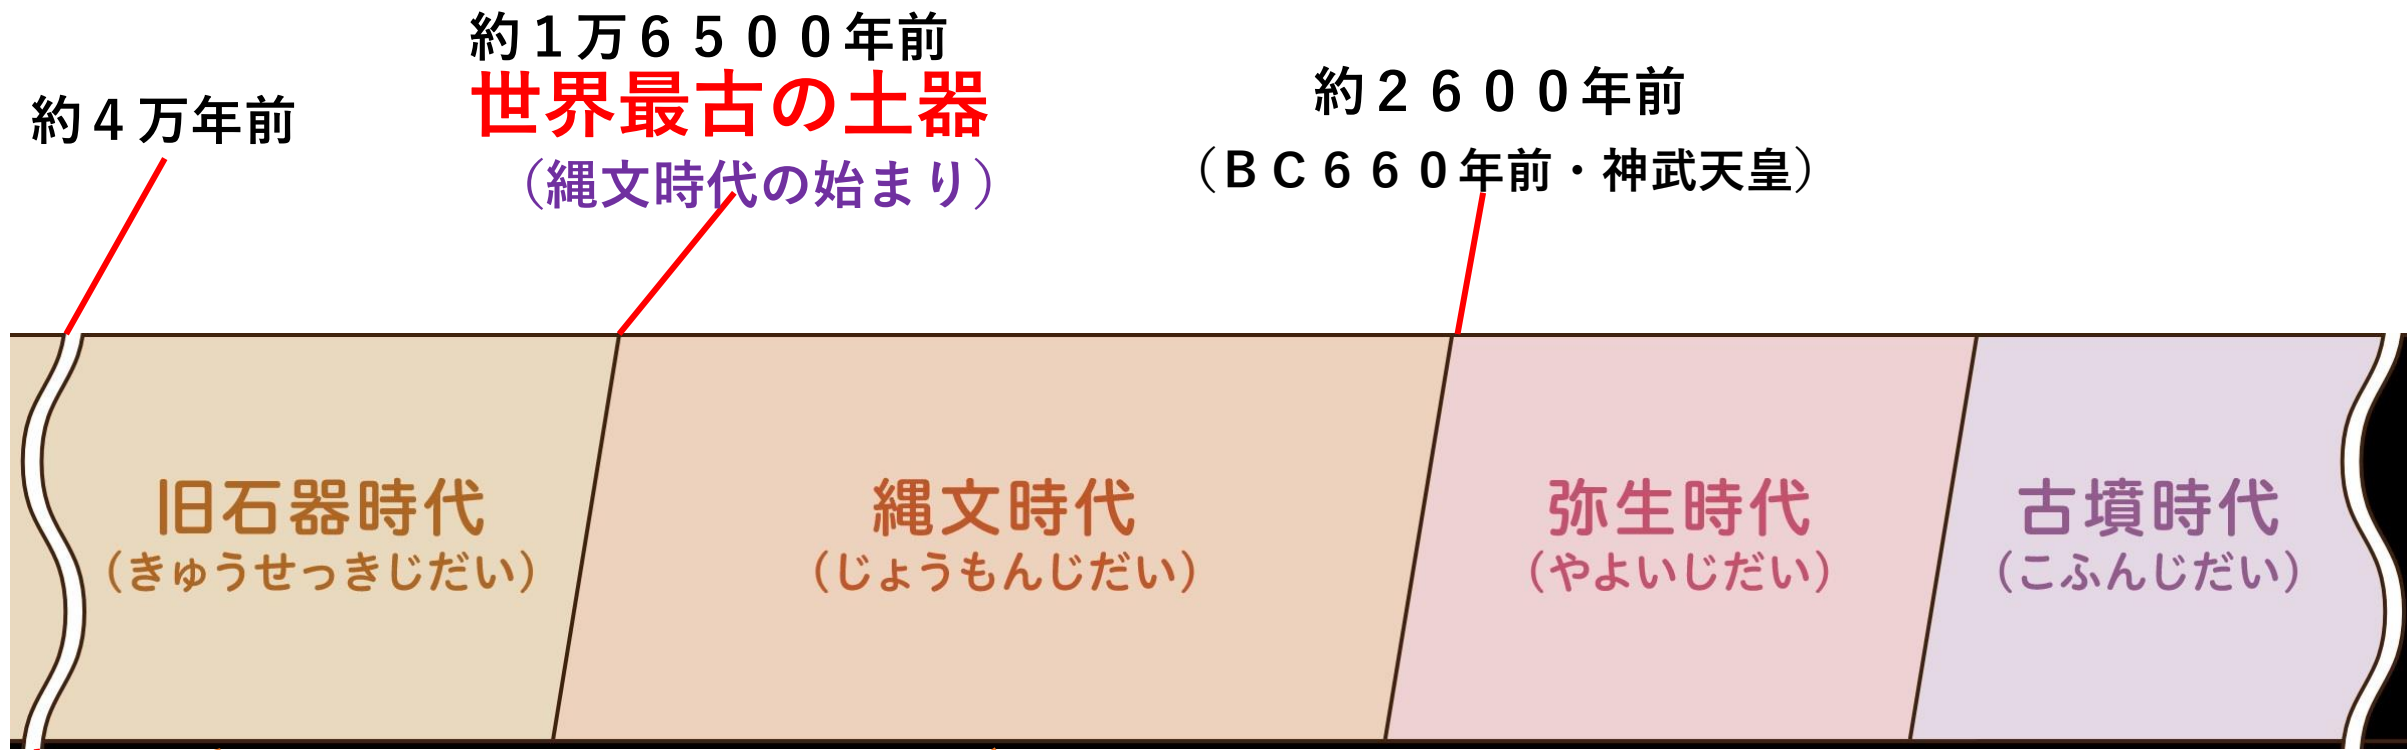 約４万年前
約１万６５００年前
世界最古の土器
（縄文時代の始まり）
約２６００年前
（ＢＣ６６０年前・神武天皇）
旧石器時代
（きゅうせっきじだい）
縄文時代
（じょうもんじだい）
弥生時代
（やよいじだい）
古墳時代
（こふんじだい）